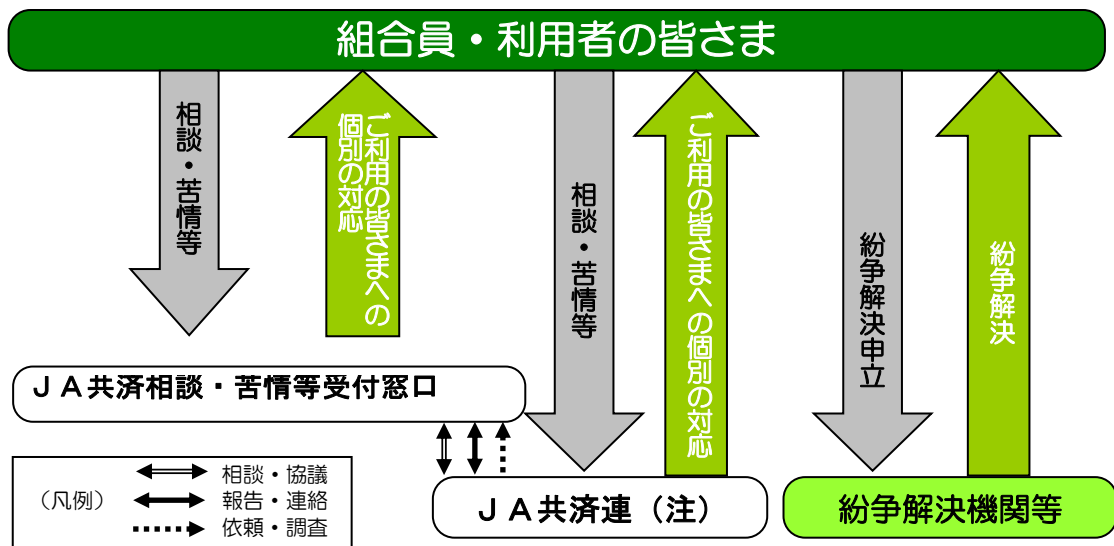 組合員・利用者の皆さま
相談・苦情等
ご利用の皆さまへの
個別の対応
相談・苦情等
ご利用の皆さまへの個別の対応
紛争解決申立
紛争解決
ＪＡ共済相談・苦情等受付窓口
（凡例）
相談・協議
報告・連絡
依頼・調査
ＪＡ共済連（注）
紛争解決機関等